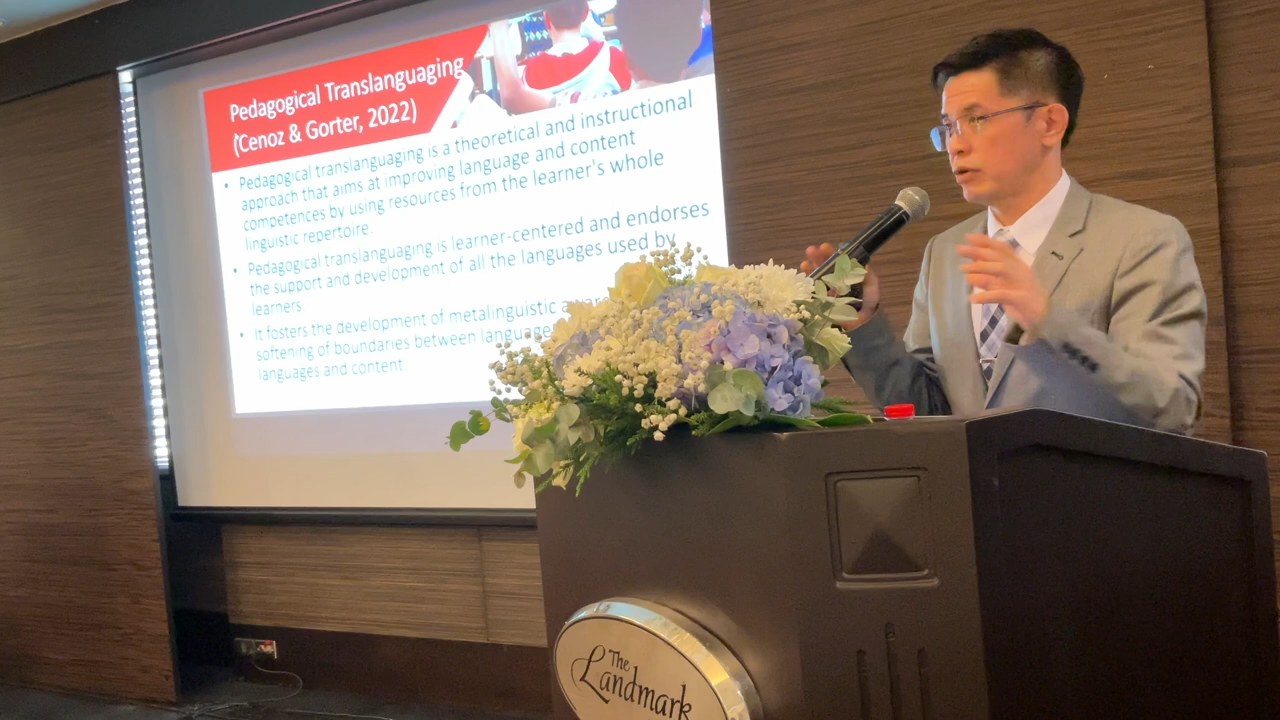 Pedagogical Translanguaging
(Cenoz & Gorter, 2022)
• Pedagogical translanguaging is a theoretical and instructional
approach that aims at improving language and content
competences by using resources from the learner's whole
linguistic repertoire.
• Pedagogical translanguaging is learner-centered and endorses
the support and development of all the languages used by
learners.
• It fosters the development of metalinguistic
softening of boundaries between
languages and content.
The
Landmark